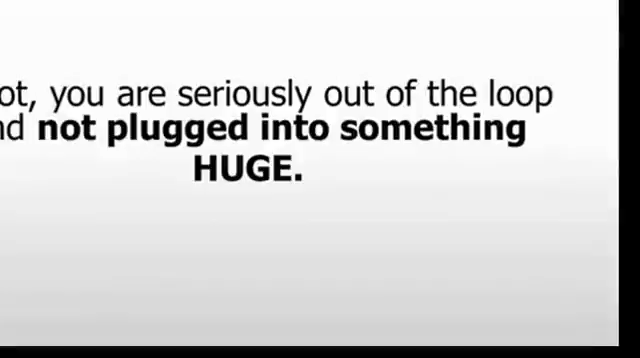 ot, you are seriously out of the loop
nd not plugged into something
HUGE.